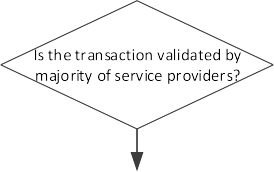 Is the transaction validated by
majority of service providers?